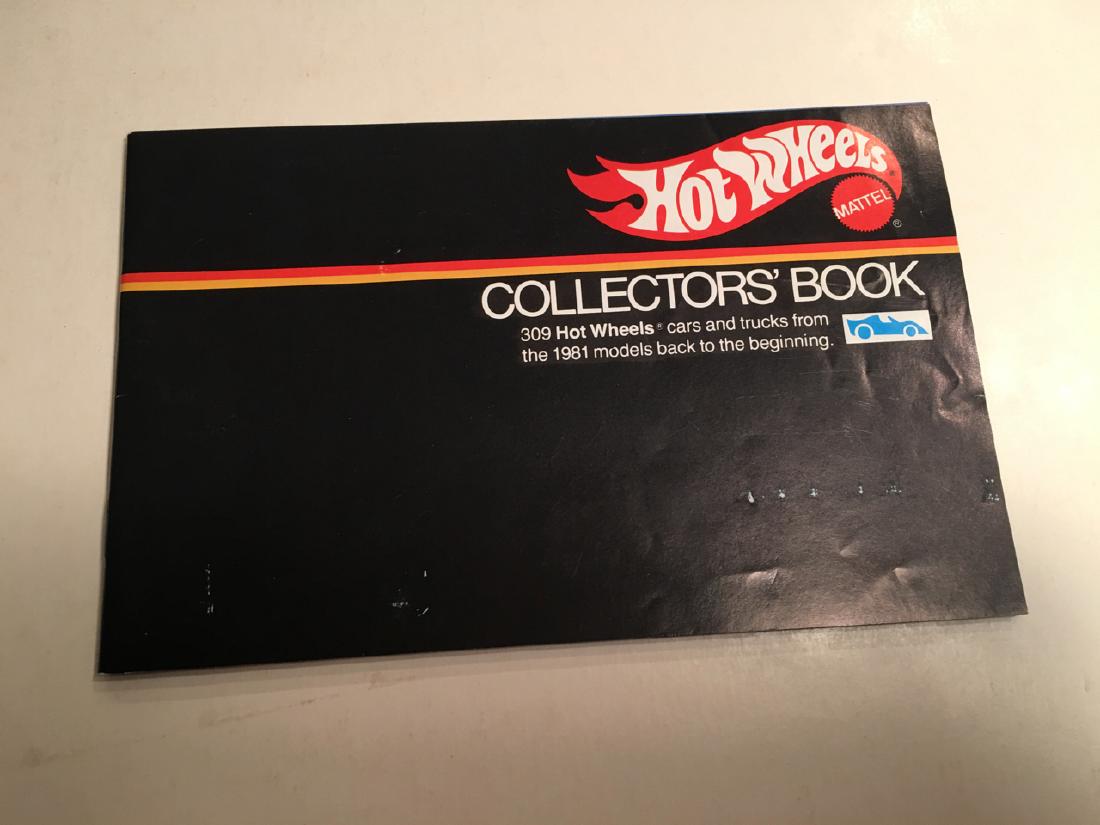 Hot Wheels®
MATTEL®
COLLECTORS' BOOK
309 Hot Wheels® cars and trucks from
the 1981 models back to the beginning.